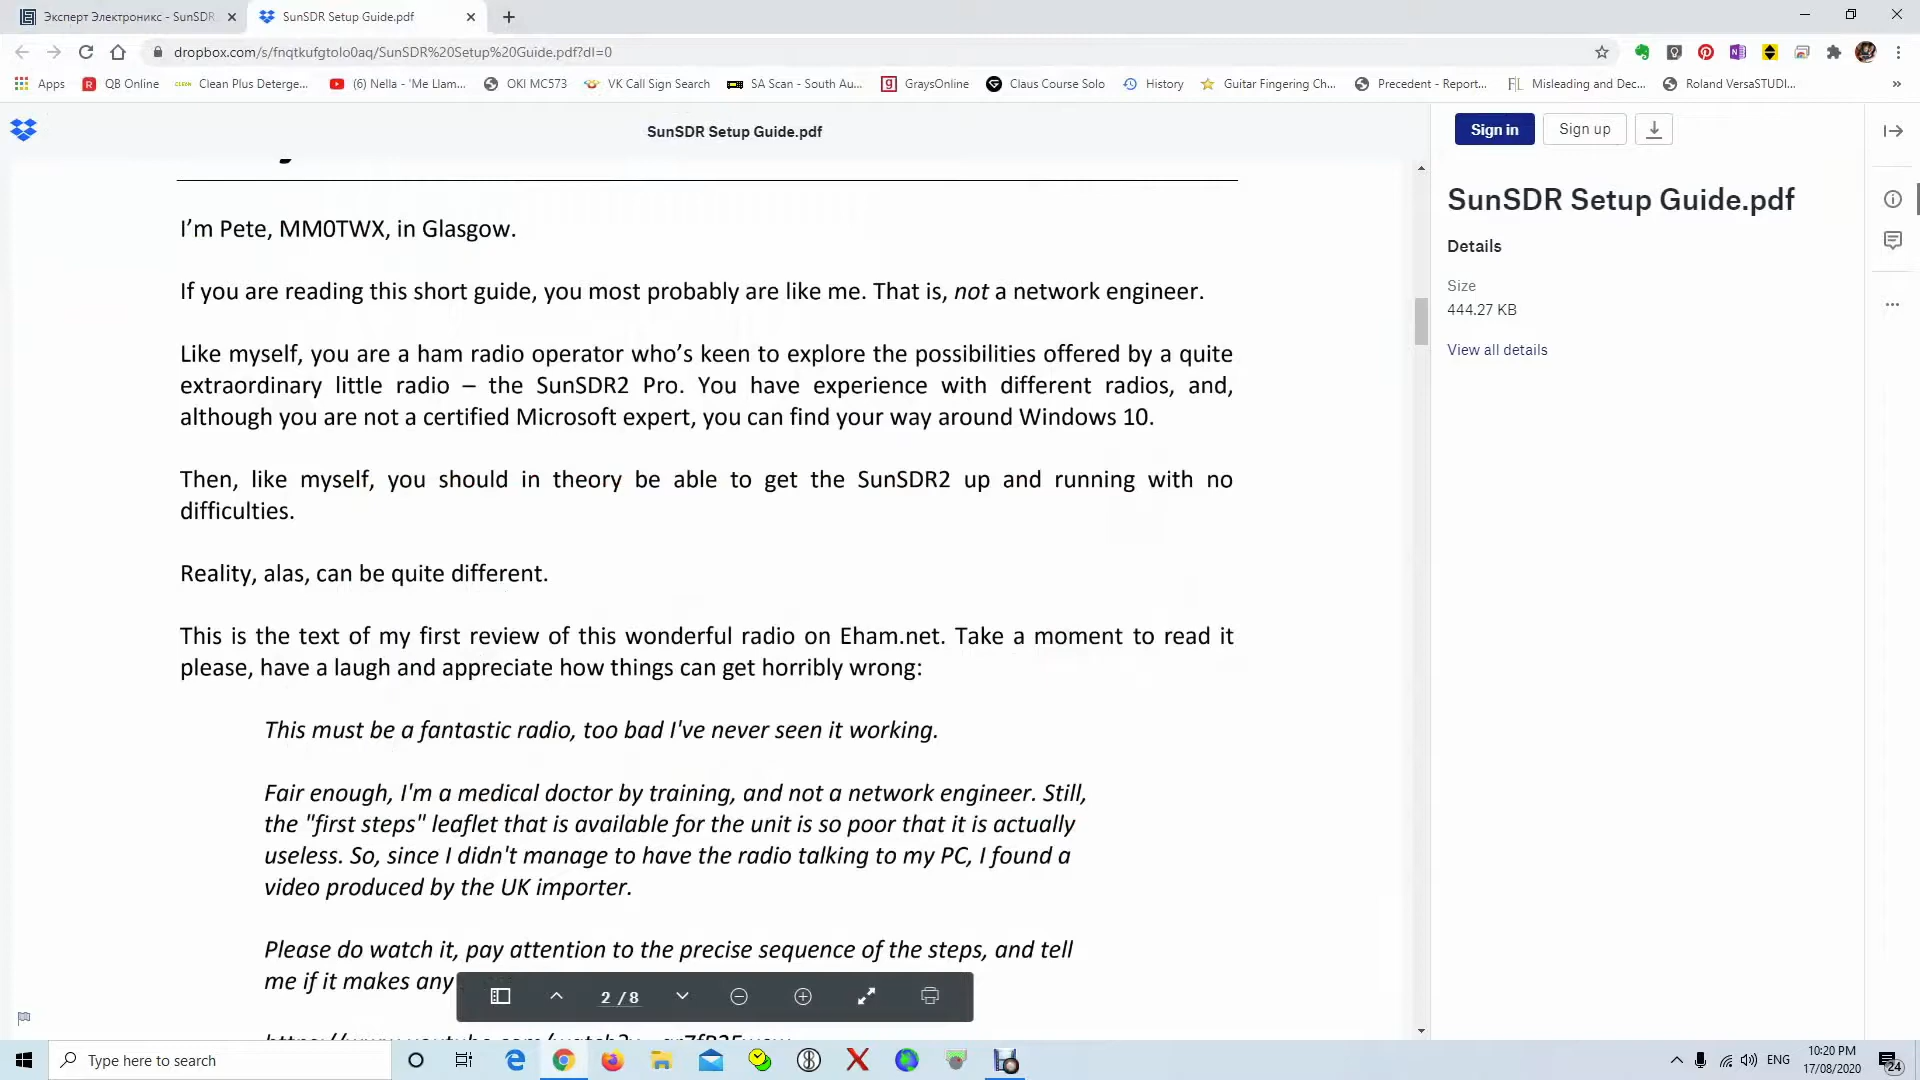 Эксперт Электроникс - SunSDR
SunSDR Setup Guide.pdf
dropbox.com/s/fnqtkufgtolo0aq/SunSDR%20Setup%20Guide.pdf?dl=0
Apps
QB Online
Clean Plus Deterge...
(6) Nella - 'Me Llam...
OKI MC573
VK Call Sign Search
SA Scan - South Au...
GraysOnline
Claus Course Solo
History
Guitar Fingering Ch...
Precedent - Report...
Misleading and Dec...
Roland VersaSTUDI...
SunSDR Setup Guide.pdf
Sign in
Sign up
I’m Pete, MM0TWX, in Glasgow.
If you are reading this short guide, you most probably are like me. That is, not a network engineer.
Like myself, you are a ham radio operator who’s keen to explore the possibilities offered by a quite
extraordinary little radio – the SunSDR2 Pro. You have experience with different radios, and,
although you are not a certified Microsoft expert, you can find your way around Windows 10.
Then, like myself, you should in theory be able to get the SunSDR2 up and running with no
difficulties.
Reality, alas, can be quite different.
This is the text of my first review of this wonderful radio on Eham.net. Take a moment to read it
please, have a laugh and appreciate how things can get horribly wrong:
This must be a fantastic radio, too bad I've never seen it working.
Fair enough, I'm a medical doctor by training, and not a network engineer. Still,
the "first steps" leaflet that is available for the unit is so poor that it is actually
useless. So, since I didn't manage to have the radio talking to my PC, I found a
video produced by the UK importer.
Please do watch it, pay attention to the precise sequence of the steps, and tell
me if it makes any
2 / 8
SunSDR Setup Guide.pdf
Details
Size
444.27 KB
View all details
Type here to search
ENG
10:20 PM
17/08/2020
24